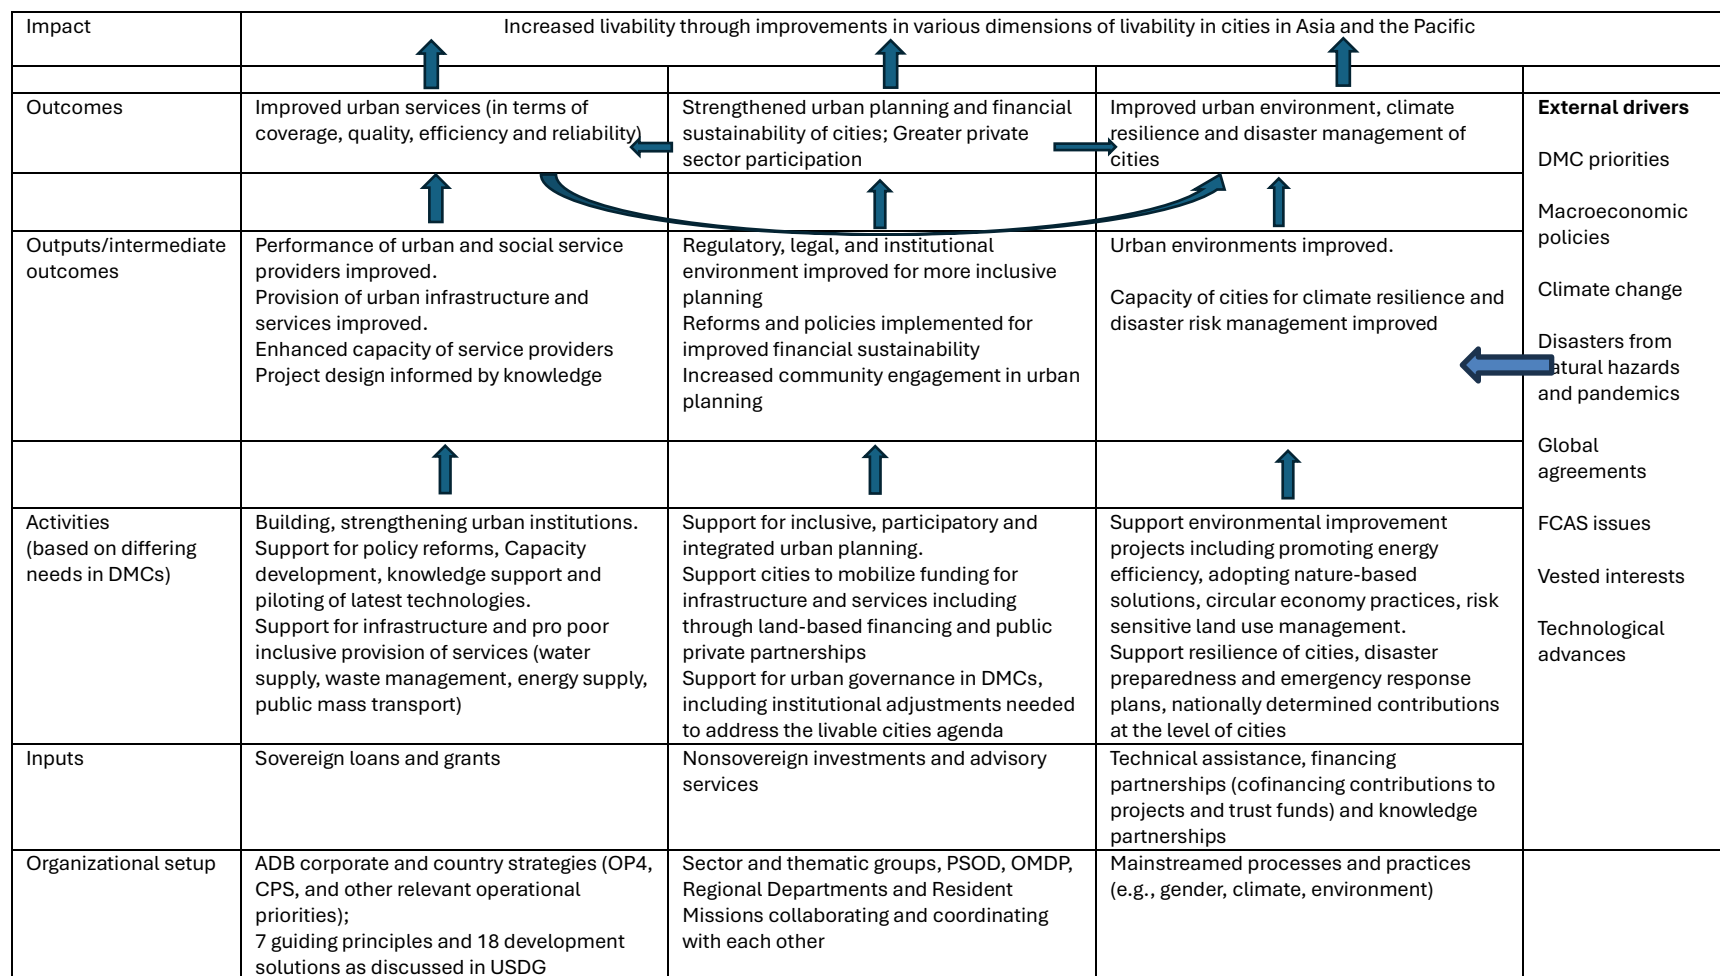 Impact
Increased livability through improvements in various dimensions of livability in cities in Asia and the Pacific
Outcomes
Improved urban services (in terms of
coverage, quality, efficiency and reliability)
Strengthened urban planning and financial
sustainability of cities; Greater private
sector participation
Improved urban environment, climate
resilience and disaster management of
cities
External drivers
DMC priorities
Macroeconomic
policies
Climate change
Disasters from
natural hazards
and pandemics
Global
agreements
FCAS issues
Vested interests
Technological
advances
Outputs/intermediate
outcomes
Performance of urban and social service
providers improved.
Provision of urban infrastructure and
services improved.
Enhanced capacity of service providers
Project design informed by knowledge
Regulatory, legal, and institutional
environment improved for more inclusive
planning
Reforms and policies implemented for
improved financial sustainability
Increased community engagement in urban
planning
Urban environments improved.
Capacity of cities for climate resilience and
disaster risk management improved
Activities
(based on differing
needs in DMCs)
Building, strengthening urban institutions.
Support for policy reforms, Capacity
development, knowledge support and
piloting of latest technologies.
Support for infrastructure and pro poor
inclusive provision of services (water
supply, waste management, energy supply,
public mass transport)
Support for inclusive, participatory and
integrated urban planning.
Support cities to mobilize funding for
infrastructure and services including
through land-based financing and public
private partnerships
Support for urban governance in DMCs,
including institutional adjustments needed
to address the livable cities agenda
Support environmental improvement
projects including promoting energy
efficiency, adopting nature-based
solutions, circular economy practices, risk
sensitive land use management.
Support resilience of cities, disaster
preparedness and emergency response
plans, nationally determined contributions
at the level of cities
Inputs
Sovereign loans and grants
Nonsovereign investments and advisory
services
Technical assistance, financing
partnerships (cofinancing contributions to
projects and trust funds) and knowledge
partnerships
Organizational setup
ADB corporate and country strategies (OP4,
CPS, and other relevant operational
priorities);
7 guiding principles and 18 development
solutions as discussed in USDG
Sector and thematic groups, PSOD, OMDP,
Regional Departments and Resident
Missions collaborating and coordinating
with each other
Mainstreamed processes and practices
(e.g., gender, climate, environment)